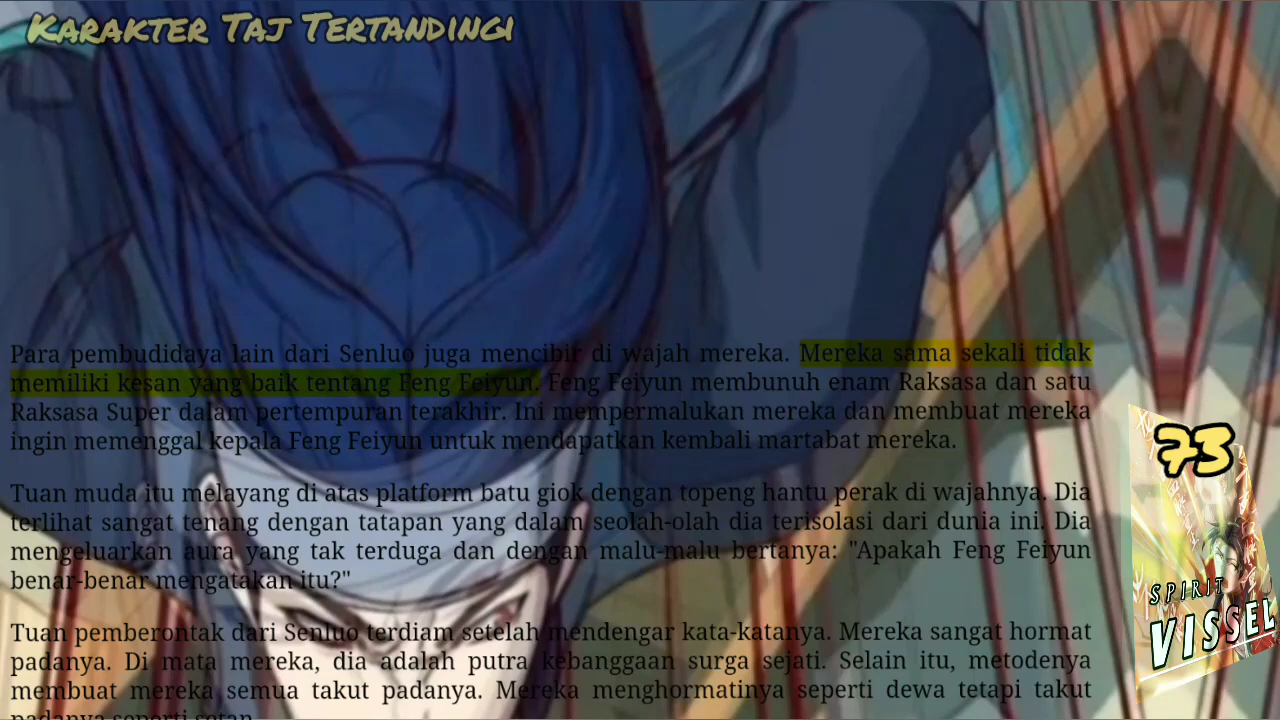 Karakter Taj Tertandingi
Para pembudidaya lain dari Senluo juga mencibir di wajah mereka. Mereka sama sekali tidak
memiliki kesan yang baik tentang Feng Feiyun. Feng Feiyun membunuh enam Raksasa dan satu
Raksasa Super dalam pertempuran terakhir. Ini mempermalukan mereka dan membuat mereka
ingin memenggal kepala Feng Feiyun untuk mendapatkan kembali martabat mereka.
Tuan muda itu melayang di atas platform batu giok dengan topeng hantu perak di wajahnya. Dia
terlihat sangat tenang dengan tatapan yang dalam seolah-olah dia terisolasi dari dunia ini. Dia
mengeluarkan aura yang tak terduga dan dengan malu-malu bertanya: "Apakah Feng Feiyun
benar-benar mengatakan itu?"
Tuan pemberontak dari Senluo terdiam setelah mendengar kata-katanya. Mereka sangat hormat
padanya. Di mata mereka, dia adalah putra kebanggaan surga sejati. Selain itu, metodenya
membuat mereka semua takut padanya. Mereka menghormatinya seperti dewa tetapi takut
padanya seperti setan.
73
SPIRIT
VISSEL